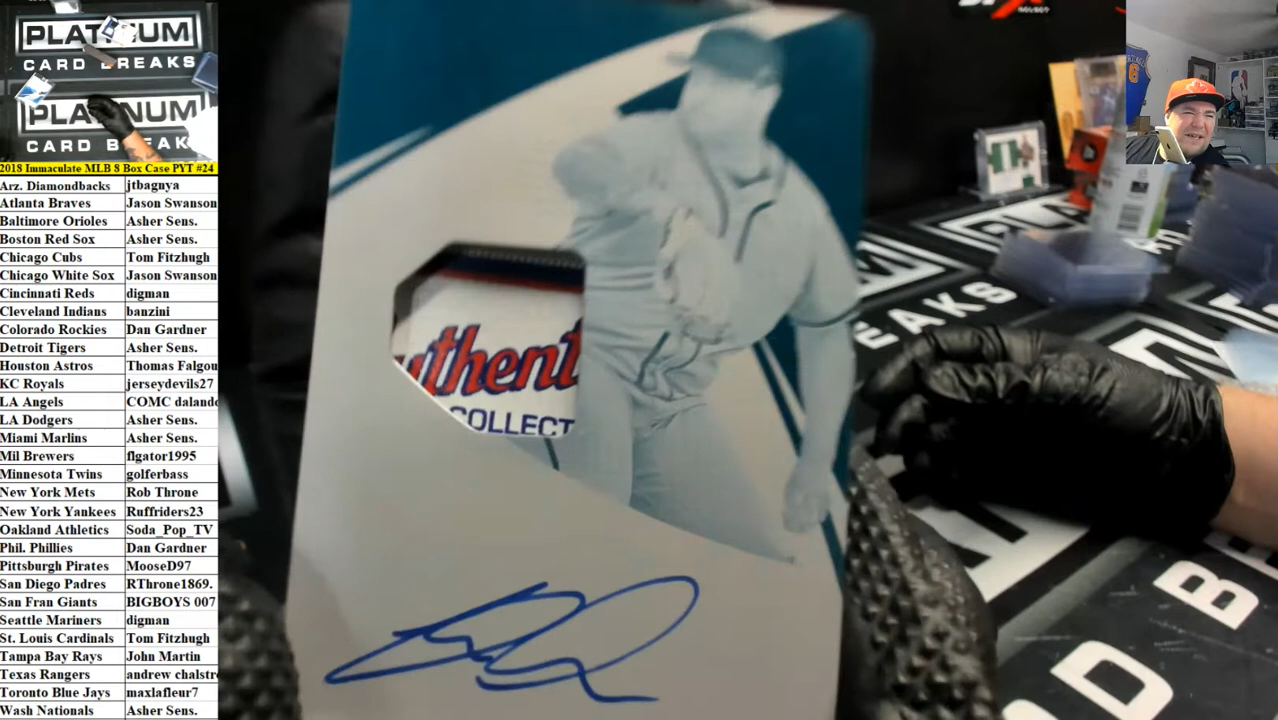 PLATINUM
CARD BREAKS
PLATINUM
CARD BREAK
2018 Immaculate MLB 8 Box Case PYT #24
Arz. Diamondbacks jtbagnya
Atlanta Braves Jason Swanson
Baltimore Orioles Asher Sens.
Boston Red Sox Asher Sens.
Chicago Cubs Tom Fitzhugh
Chicago White Sox Jason Swanson
Cincinnati Reds digman
Cleveland Indians banzini
Colorado Rockies Dan Gardner
Detroit Tigers Asher Sens.
Houston Astros Thomas Falgou
KC Royals jerseydevils27
LA Angels COMC daland
LA Dodgers Asher Sens.
Miami Marlins Asher Sens.
Mil Brewers flgator1995
Minnesota Twins golferbass
New York Mets Rob Throne
New York Yankees Ruffriders23
Oakland Athletics Soda_Pop_TV
Phil. Phillies Dan Gardner
Pittsburgh Pirates MooseD97
San Diego Padres RThrone1869.
San Fran Giants BIGBOYS 007
Seattle Mariners digman
St. Louis Cardinals Tom Fitzhugh
Tampa Bay Rays John Martin
Texas Rangers andrew chalstr
Toronto Blue Jays maxlafleur7
Wash Nationals Asher Sens.
uthent
COLLECT
SELECT
PLA
EAKS